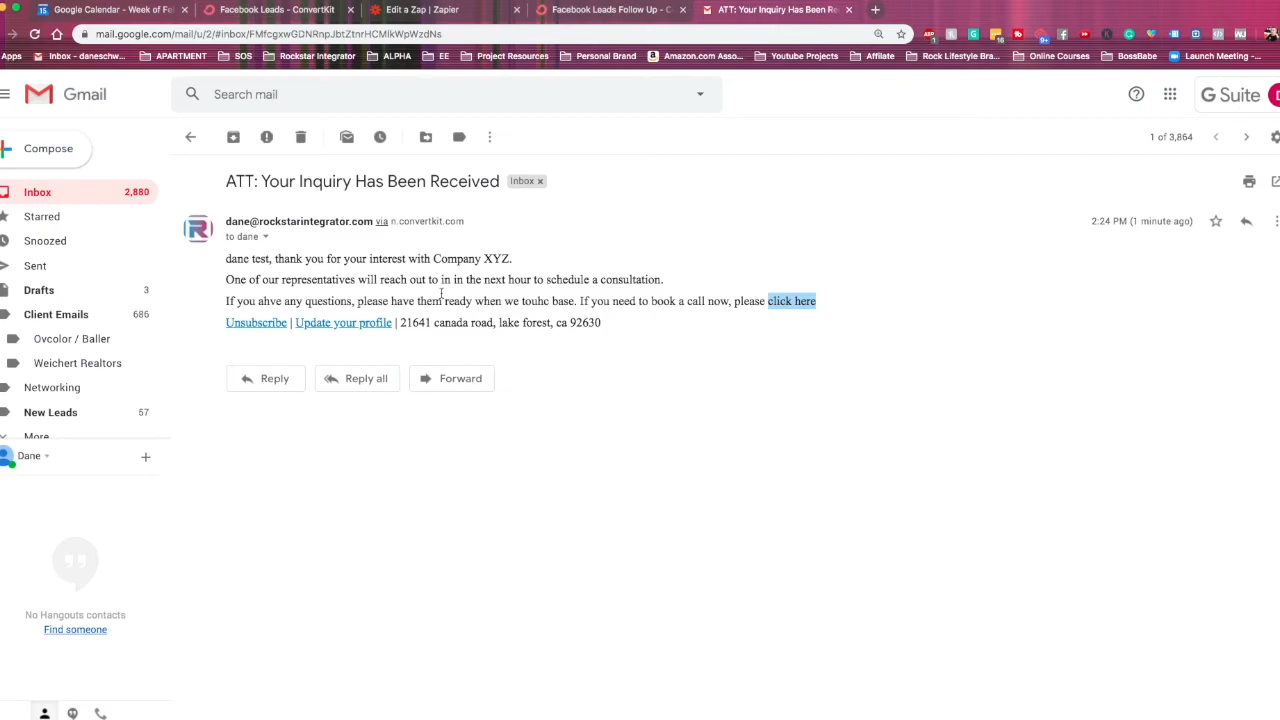 Google Calendar - Week of Fel
Facebook Leads - ConvertKit
Edit a Zap | Zapier
Facebook Leads Follow Up - C
ATT: Your Inquiry Has Been Re
mail.google.com/mail/u/2/#inbox/FMfcgxwGDNRnpJbtZtnrHCMlkWpWzdNs
Apps
Inbox - daneschw...
APARTMENT
SOS
Rockstar Integrator
ALPHA
EE
Project Resources
Personal Brand
Amazon.com Asso...
Youtube Projects
Affilate
Rock Lifestyle Bra...
Online Courses
BossBabe
Launch Meeting -...
Gmail
Search mail
G Suite
Compose
1 of 3,864
Inbox 2,880
Starred
Snoozed
Sent
Drafts 3
Client Emails 686
Ovcolor / Baller
Weichert Realtors
Networking
New Leads 57
More
Dane
No Hangouts contacts
Find someone
ATT: Your Inquiry Has Been Received Inbox x
dane@rockstarintegrator.com via n.convertkit.com
2:24 PM (1 minute ago)
to dane
dane test, thank you for your interest with Company XYZ.
One of our representatives will reach out to in in the next hour to schedule a consultation.
If you ahve any questions, please have them ready when we touhc base. If you need to book a call now, please click here
Unsubscribe | Update your profile | 21641 canada road, lake forest, ca 92630
Reply
Reply all
Forward